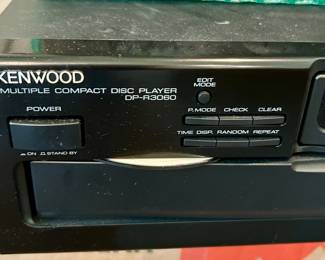 KENWOOD
MULTIPLE COMPACT DISC PLAYER
DP-R3060
POWER
ON STAND BY
EDIT
MODE
P.MODE CHECK CLEAR
TIME DISP. RANDOM REPEAT